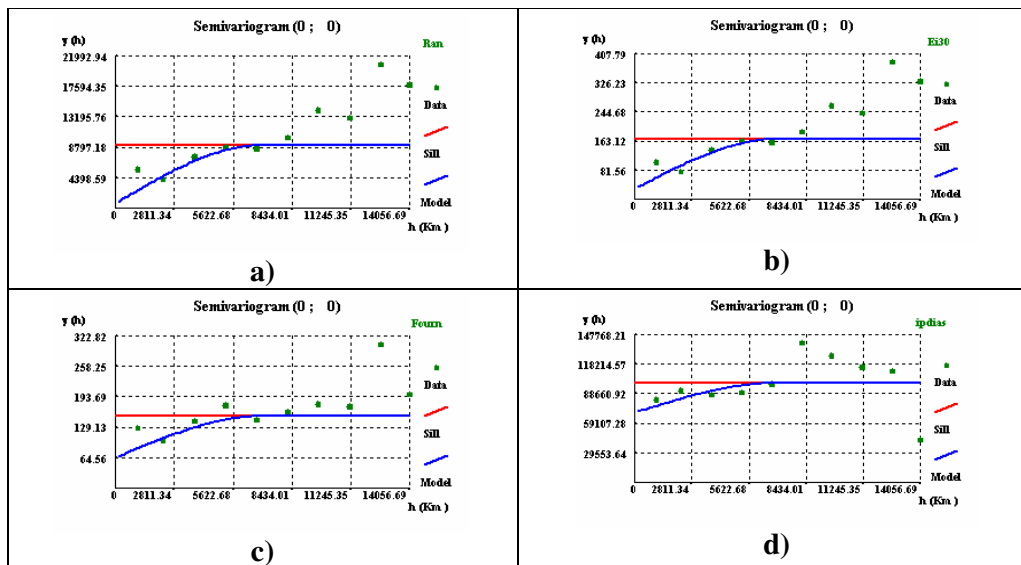 Semivariogram (0 ; 0)
γ (h)
Ran
21992.94
17594.35
13195.76
8797.18
4398.59
Data
Sill
Model
0 2811.34 5622.68 8434.01 11245.35 14056.69
h (Km)
a)
Semivariogram (0 ; 0)
γ (h)
Ei30
407.79
326.23
244.68
163.12
81.56
Data
Sill
Model
0 2811.34 5622.68 8434.01 11245.35 14056.69
h (Km)
b)
Semivariogram (0 ; 0)
γ (h)
Fourn
322.82
258.25
193.69
129.13
64.56
Data
Sill
Model
0 2811.34 5622.68 8434.01 11245.35 14056.69
h (Km)
c)
Semivariogram (0 ; 0)
γ (h)
ipdias
147768.21
118214.57
88660.92
59107.28
29553.64
Data
Sill
Model
0 2811.34 5622.68 8434.01 11245.35 14056.69
h (Km)
d)